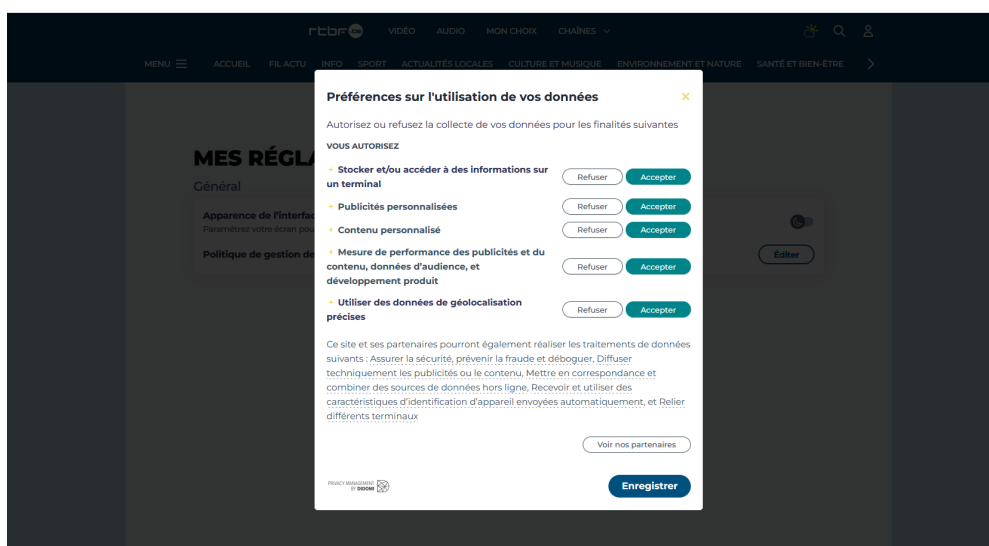 rtbf.be VIDÉO AUDIO MON CHOIX CHAÎNES
MENU ACCUEIL FIL ACTU INFO SPORT ACTUALITÉS LOCALES CULTURE ET MUSIQUE ENVIRONNEMENT ET NATURE SANTÉ ET BIEN-ÊTRE
Préférences sur l'utilisation de vos données
Autorisez ou refusez la collecte de vos données pour les finalités suivantes
VOUS AUTORISEZ
MES RÉGL
Général
+ Stocker et/ou accéder à des informations sur
un terminal
Refuser Accepter
+ Publicités personnalisées Refuser Accepter
Apparence de l'interfac
Paramétrez votre écran pou
+ Contenu personnalisé Refuser Accepter
Politique de gestion de
Éditer
+ Mesure de performance des publicités et du
contenu, données d'audience, et
développement produit
Refuser Accepter
+ Utiliser des données de géolocalisation
précises
Refuser Accepter
Ce site et ses partenaires pourront également réaliser les traitements de données
suivants : Assurer la sécurité, prévenir la fraude et déboguer, Diffuser
techniquement les publicités ou le contenu, Mettre en correspondance et
combiner des sources de données hors ligne, Recevoir et utiliser des
caractéristiques d'identification d'appareil envoyées automatiquement, et Relier
différents terminaux
Voir nos partenaires
PRIVACY MANAGEMENT
BY DIDOMI
Enregistrer